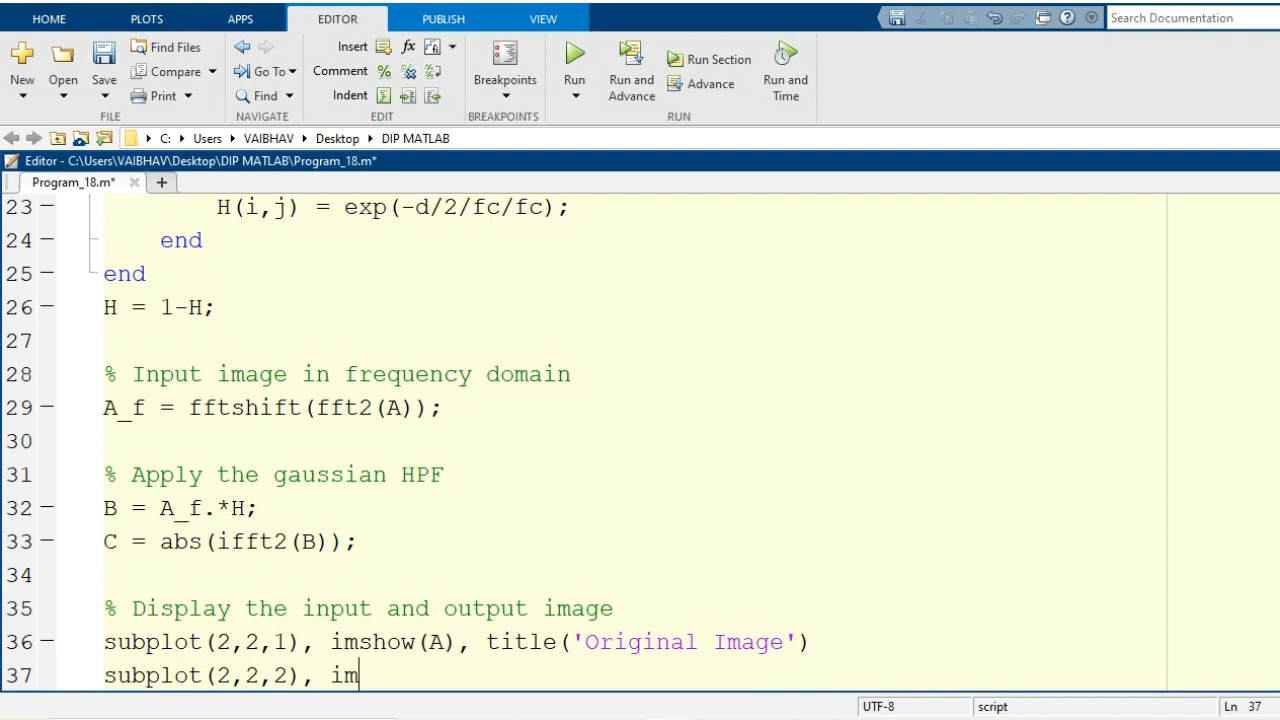 HOME PLOTS APPS EDITOR PUBLISH VIEW Search Documentation
Find Files Insert fx
New Open Save Compare Go To Comment Breakpoints Run Run and Advance Run Section Run and Time
Print Find Indent Advance
FILE NAVIGATE EDIT BREAKPOINTS RUN
C: Users VAIBHAV Desktop DIP MATLAB
Editor - C:\Users\VAIBHAV\Desktop\DIP MATLAB\Program_18.m*
Program_18.m*
23 H(i,j) = exp(-d/2/fc/fc);
24 end
25 end
26 H = 1-H;
27
28 % Input image in frequency domain
29 A_f = fftshift(fft2(A));
30
31 % Apply the gaussian HPF
32 B = A_f.*H;
33 C = abs(ifft2(B));
34
35 % Display the input and output image
36 subplot(2,2,1), imshow(A), title('Original Image')
37 subplot(2,2,2), im
UTF-8 script Ln 37